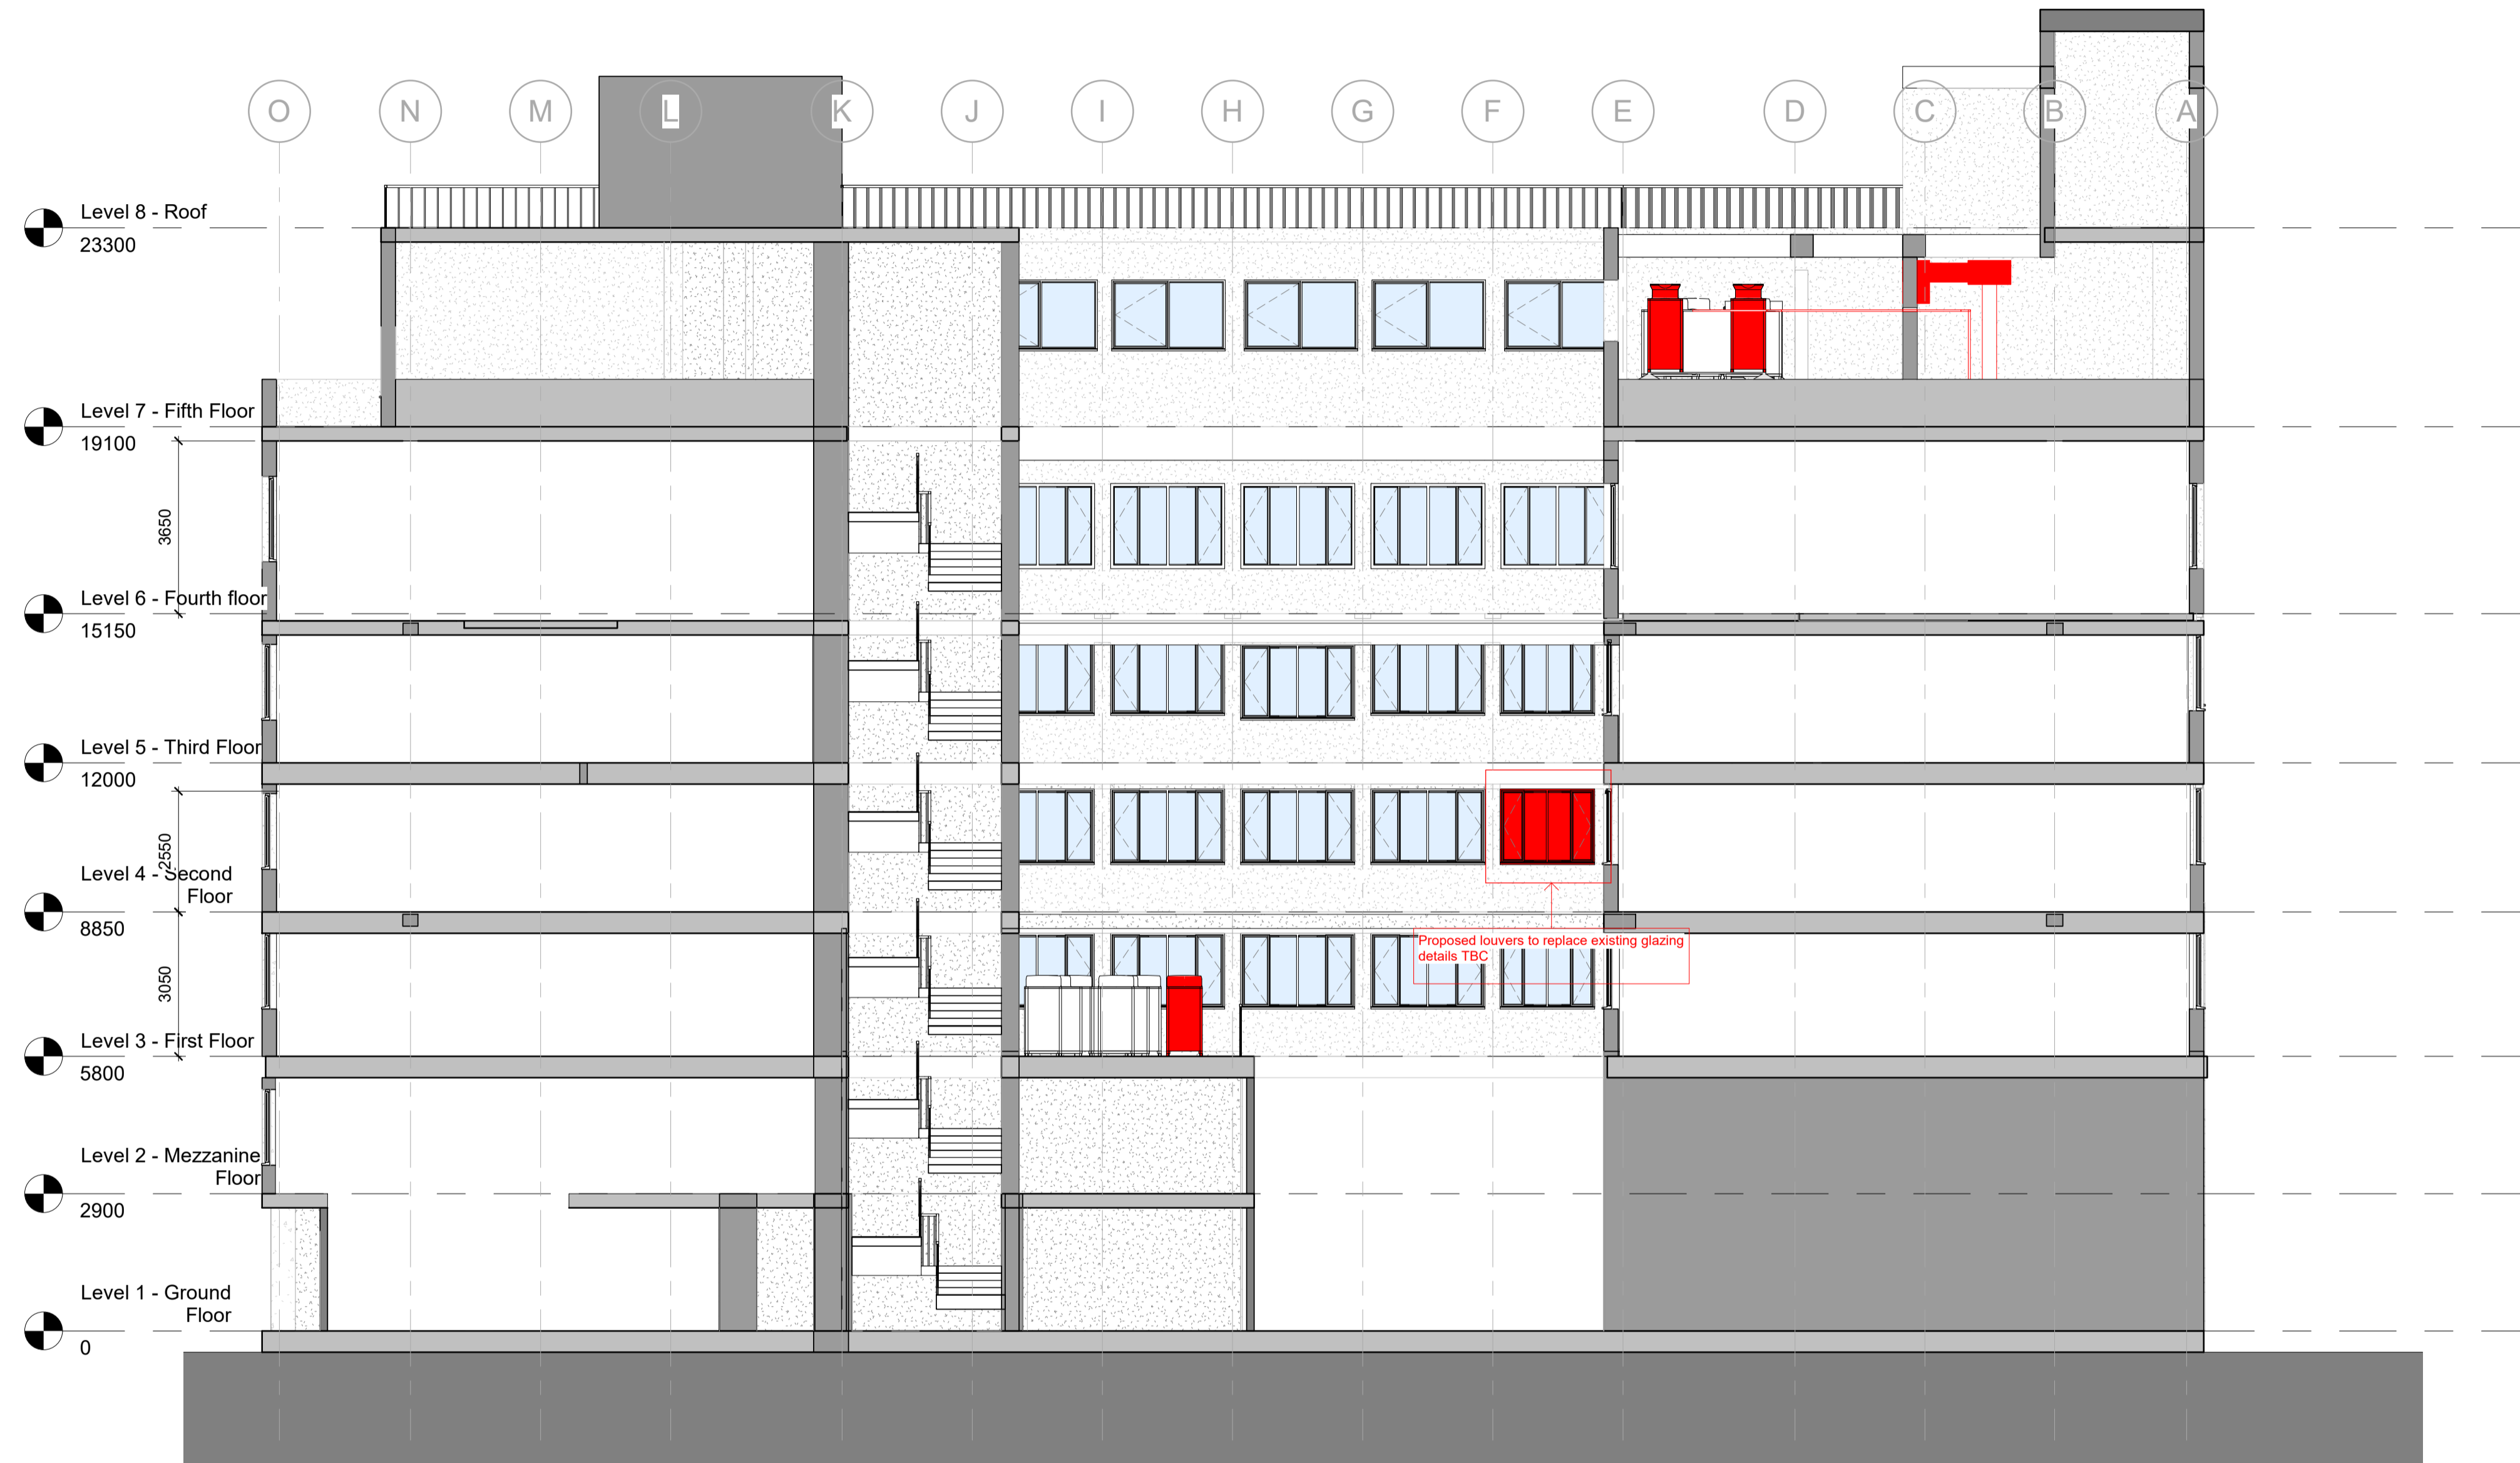 O N M L K J I H G F E D C B A
Level 8 - Roof
23300
Level 7 - Fifth Floor
19100
3650
Level 6 - Fourth floor
15150
Level 5 - Third Floor
12000
2550
Level 4 - Second
Floor
8850
Proposed louvers to replace existing glazing
details TBC
3050
Level 3 - First Floor
5800
Level 2 - Mezzanine
Floor
2900
Level 1 - Ground
Floor
0